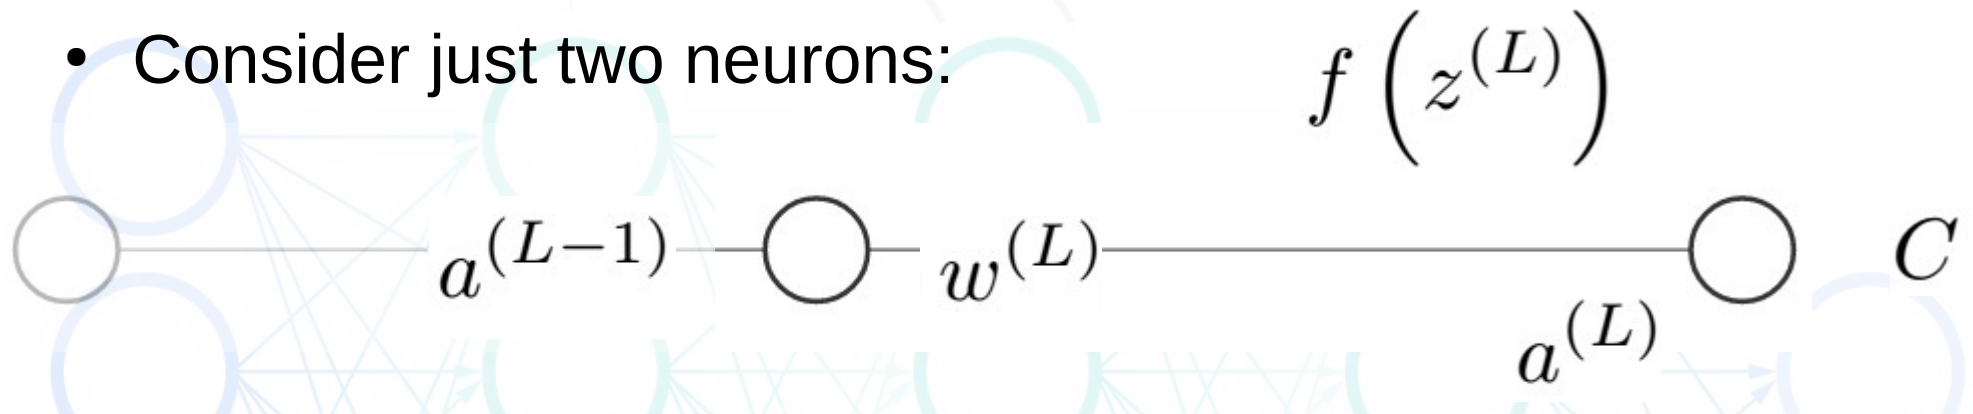 • Consider just two neurons:
f(z^(L))
a^(L−1) w^(L) C
a^(L)